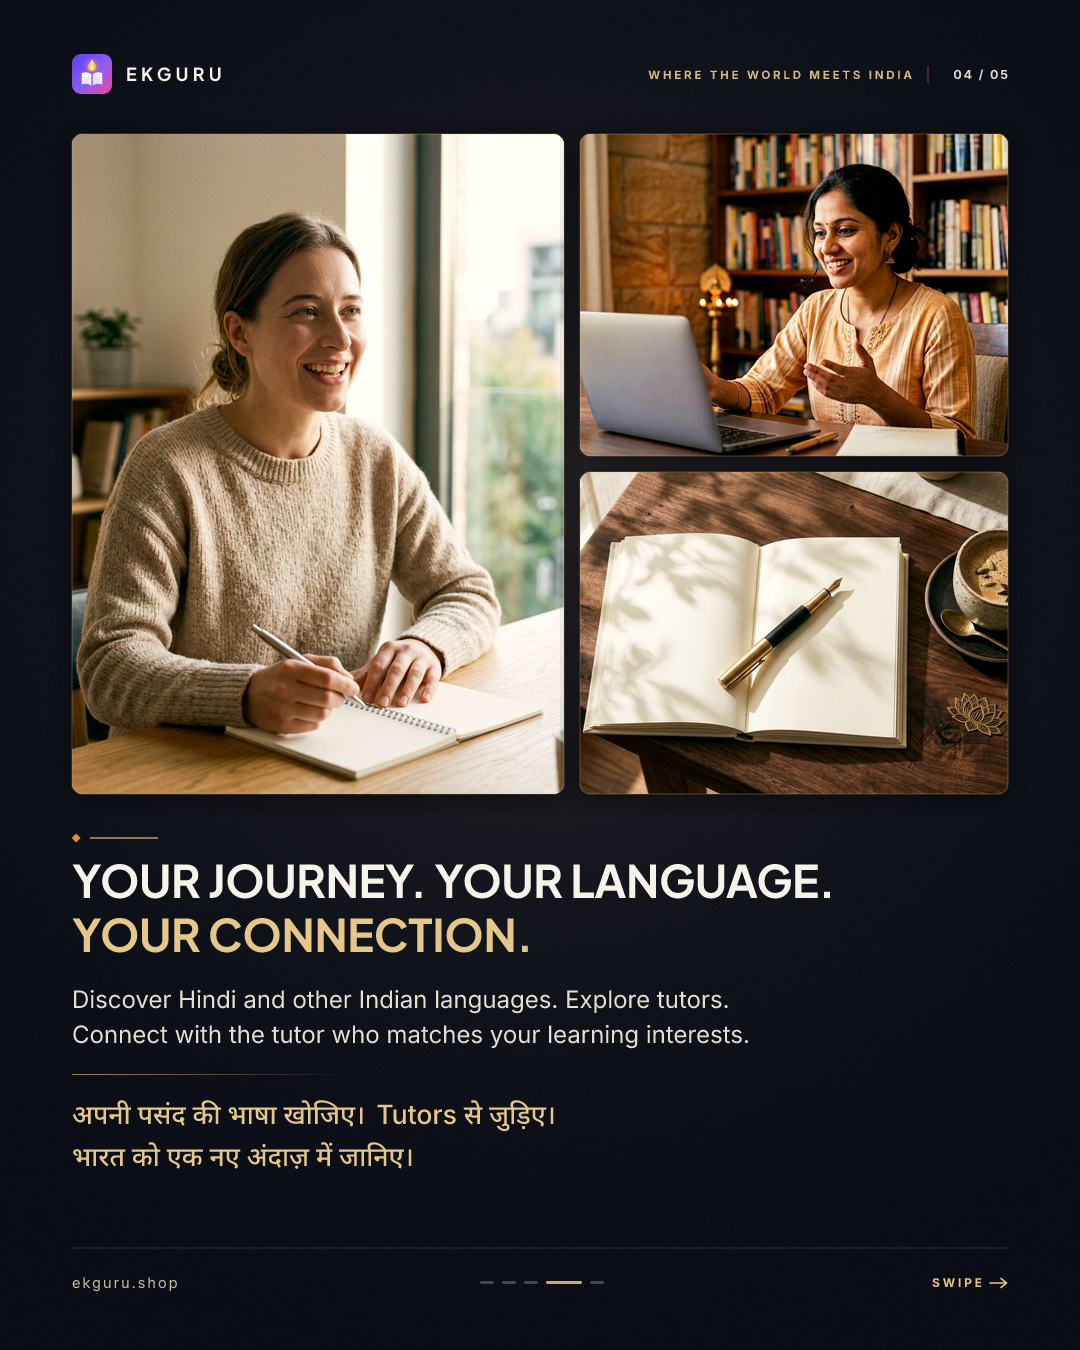 EKGURU
WHERE THE WORLD MEETS INDIA | 04 / 05
YOUR JOURNEY. YOUR LANGUAGE.
YOUR CONNECTION.
Discover Hindi and other Indian languages. Explore tutors.
Connect with the tutor who matches your learning interests.
अपनी पसंद की भाषा खोजिए। Tutors से जुड़िए।
भारत को एक नए अंदाज़ में जानिए।
ekguru.shop
SWIPE →